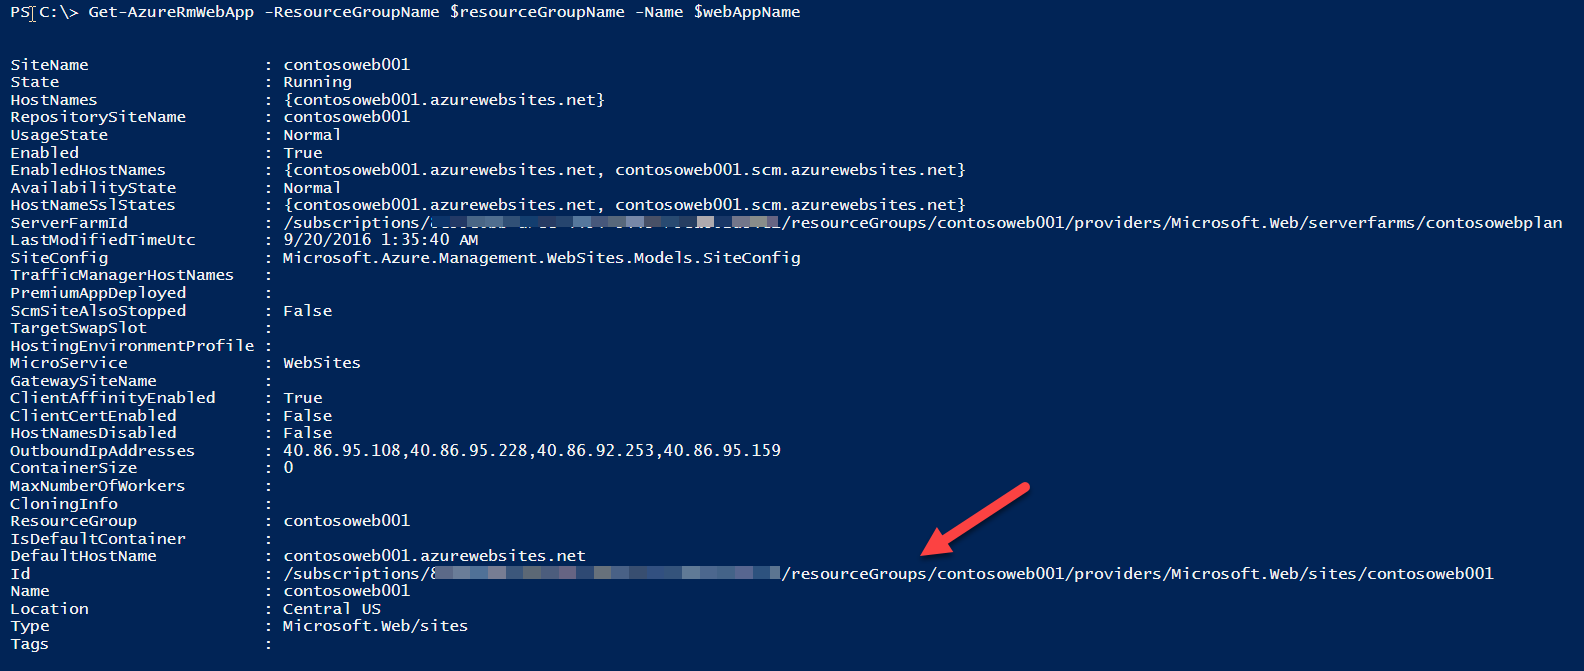 PS C:\> Get-AzureRmWebApp -ResourceGroupName $resourceGroupName -Name $webAppName
SiteName : contosoweb001
State : Running
HostNames : {contosoweb001.azurewebsites.net}
RepositorySiteName : contosoweb001
UsageState : Normal
Enabled : True
EnabledHostNames : {contosoweb001.azurewebsites.net, contosoweb001.scm.azurewebsites.net}
AvailabilityState : Normal
HostNameSslStates : {contosoweb001.azurewebsites.net, contosoweb001.scm.azurewebsites.net}
ServerFarmId : /subscriptions/ /resourceGroups/contosoweb001/providers/Microsoft.Web/serverfarms/contosowebplan
LastModifiedTimeUtc : 9/20/2016 1:35:40 AM
SiteConfig : Microsoft.Azure.Management.WebSites.Models.SiteConfig
TrafficManagerHostNames :
PremiumAppDeployed :
ScmSiteAlsoStopped : False
TargetSwapSlot :
HostingEnvironmentProfile :
MicroService : WebSites
GatewaySiteName :
ClientAffinityEnabled : True
ClientCertEnabled : False
HostNamesDisabled : False
OutboundIpAddresses : 40.86.95.108,40.86.95.228,40.86.92.253,40.86.95.159
ContainerSize : 0
MaxNumberOfWorkers :
CloningInfo :
ResourceGroup : contosoweb001
IsDefaultContainer :
DefaultHostName : contosoweb001.azurewebsites.net
Id : /subscriptions/ /resourceGroups/contosoweb001/providers/Microsoft.Web/sites/contosoweb001
Name : contosoweb001
Location : Central US
Type : Microsoft.Web/sites
Tags :